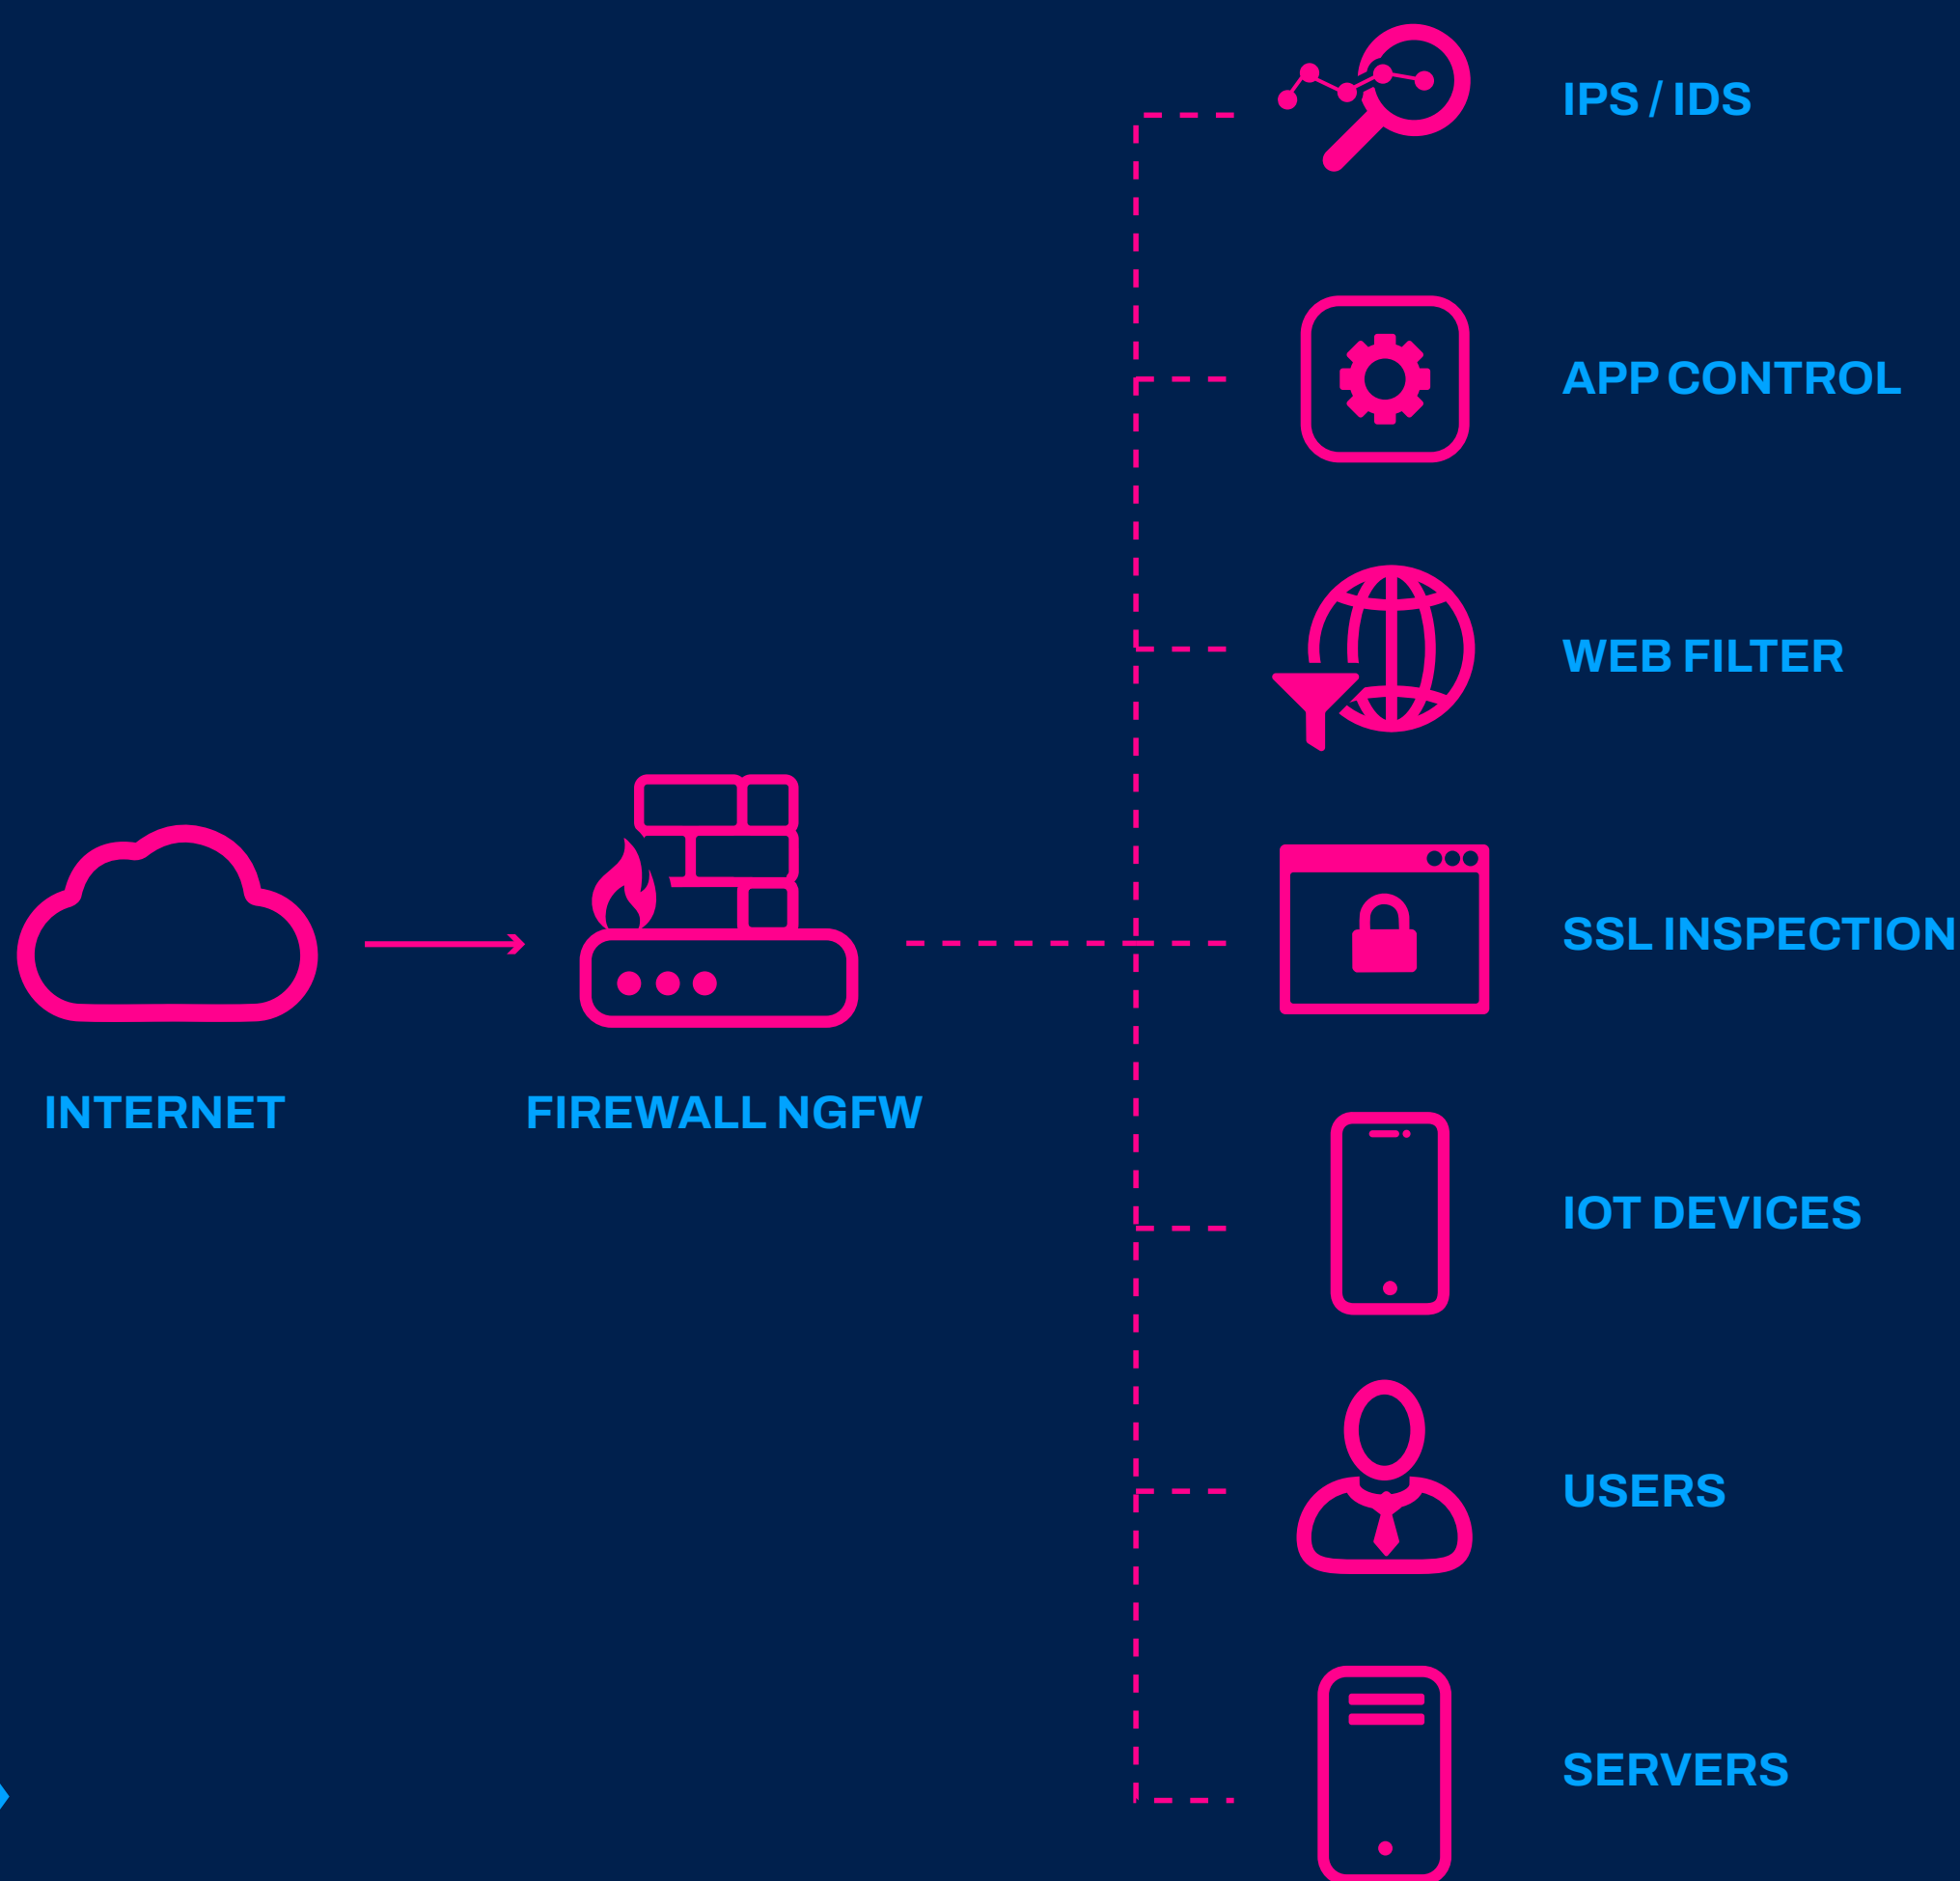 IPS / IDS
APP CONTROL
WEB FILTER
SSL INSPECTION
INTERNET
FIREWALL NGFW
IOT DEVICES
USERS
SERVERS